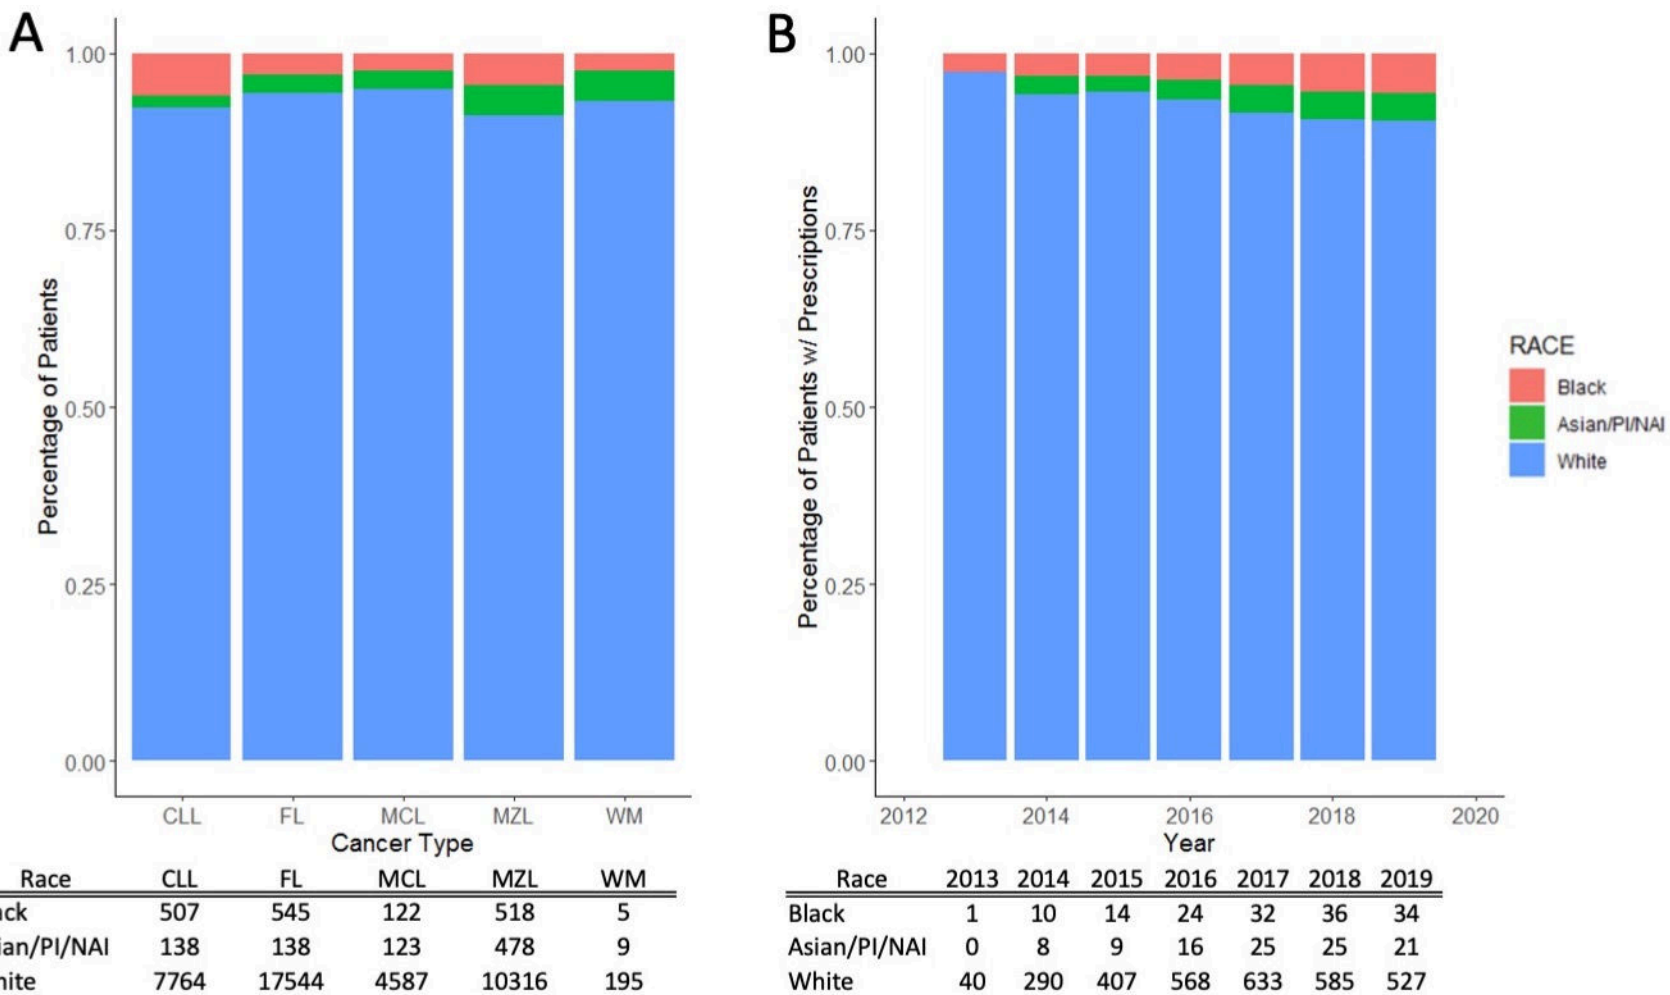 A
1.00
0.75
0.50
0.25
0.00
Percentage of Patients
CLL FL MCL MZL WM
Cancer Type
Race CLL FL MCL MZL WM
ack 507 545 122 518 5
ian/PI/NAI 138 138 123 478 9
nite 7764 17544 4587 10316 195
B
1.00
0.75
0.50
0.25
0.00
Percentage of Patients w/ Prescriptions
2012 2014 2016 2018 2020
Year
Race 2013 2014 2015 2016 2017 2018 2019
Black 1 10 14 24 32 36 34
Asian/PI/NAI 0 8 9 16 25 25 21
White 40 290 407 568 633 585 527
RACE
Black
Asian/PI/NAI
White